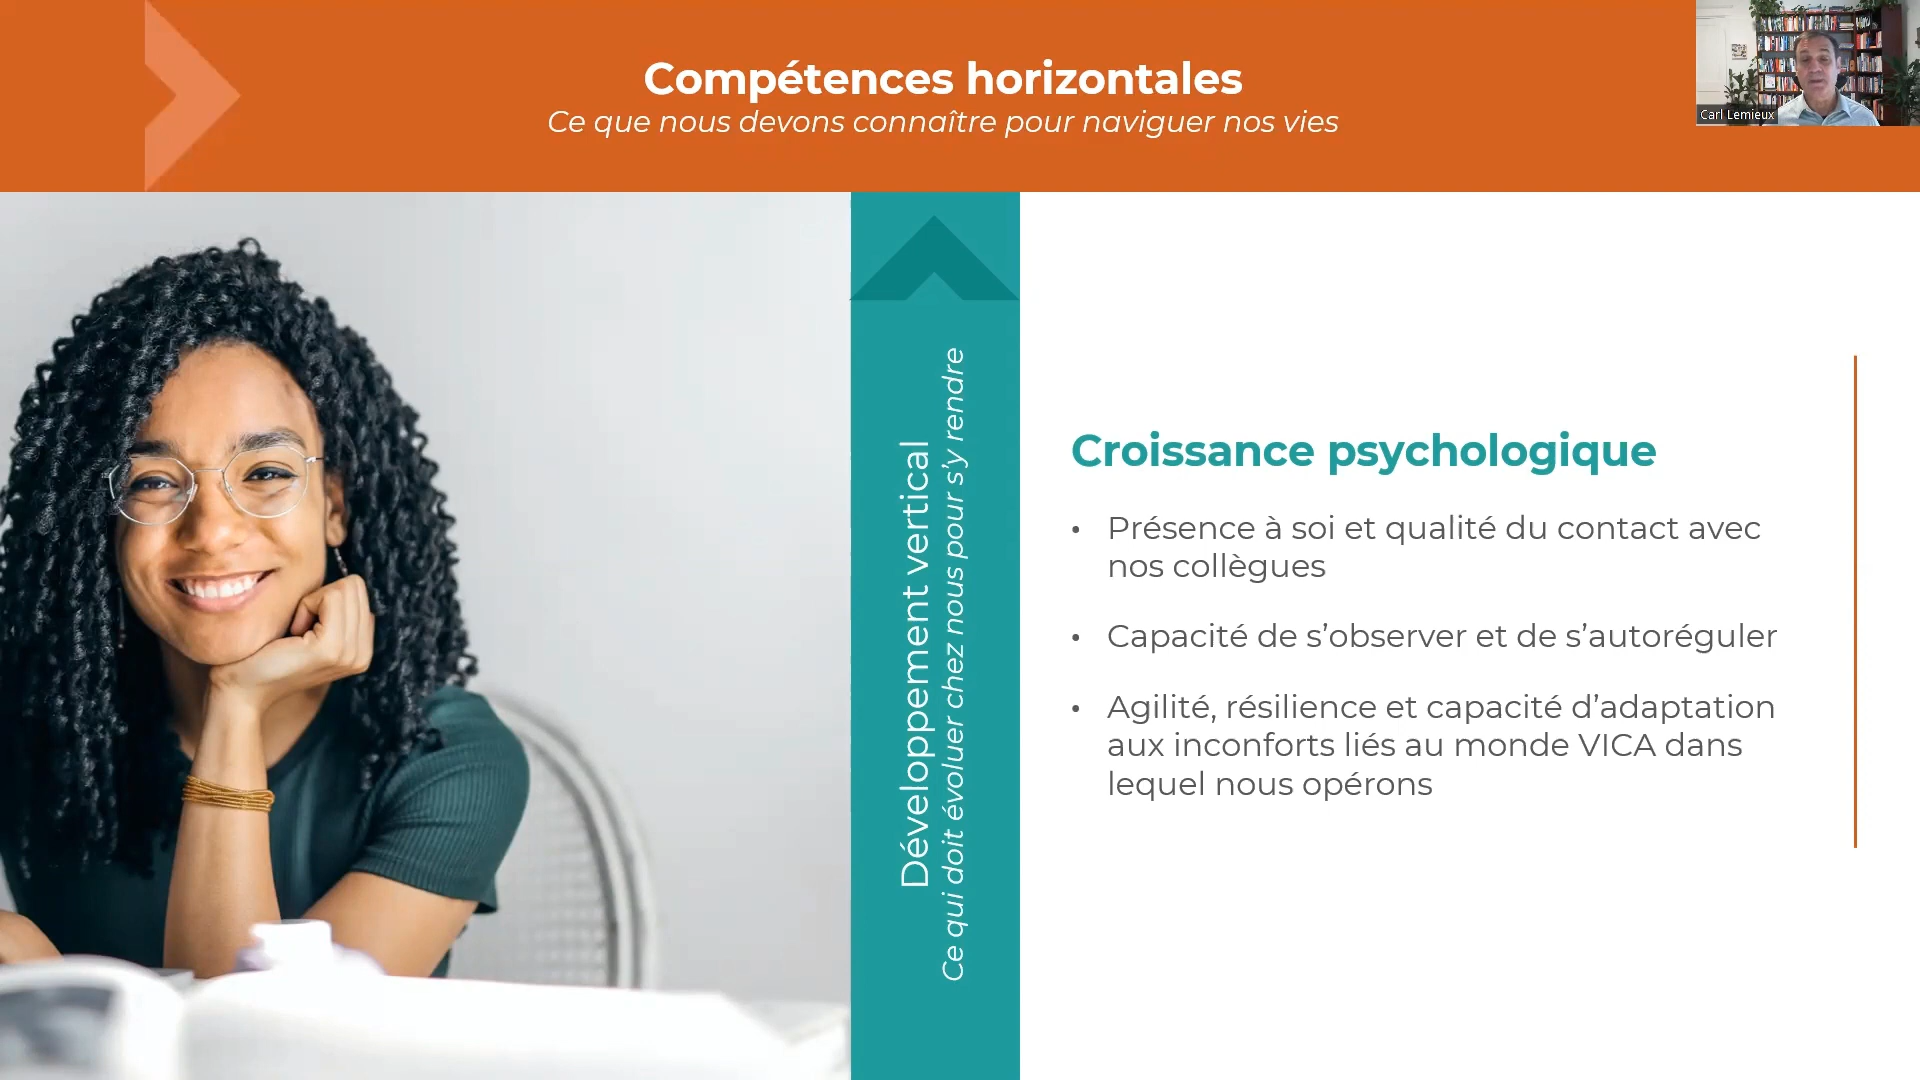 Compétences horizontales
Ce que nous devons connaître pour naviguer nos vies
Carl Lemieux
Développement vertical
Ce qui doit évoluer chez nous pour s'y rendre
Croissance psychologique
• Présence à soi et qualité du contact avec
nos collègues
• Capacité de s’observer et de s’autoréguler
• Agilité, résilience et capacité d’adaptation
aux inconforts liés au monde VICA dans
lequel nous opérons